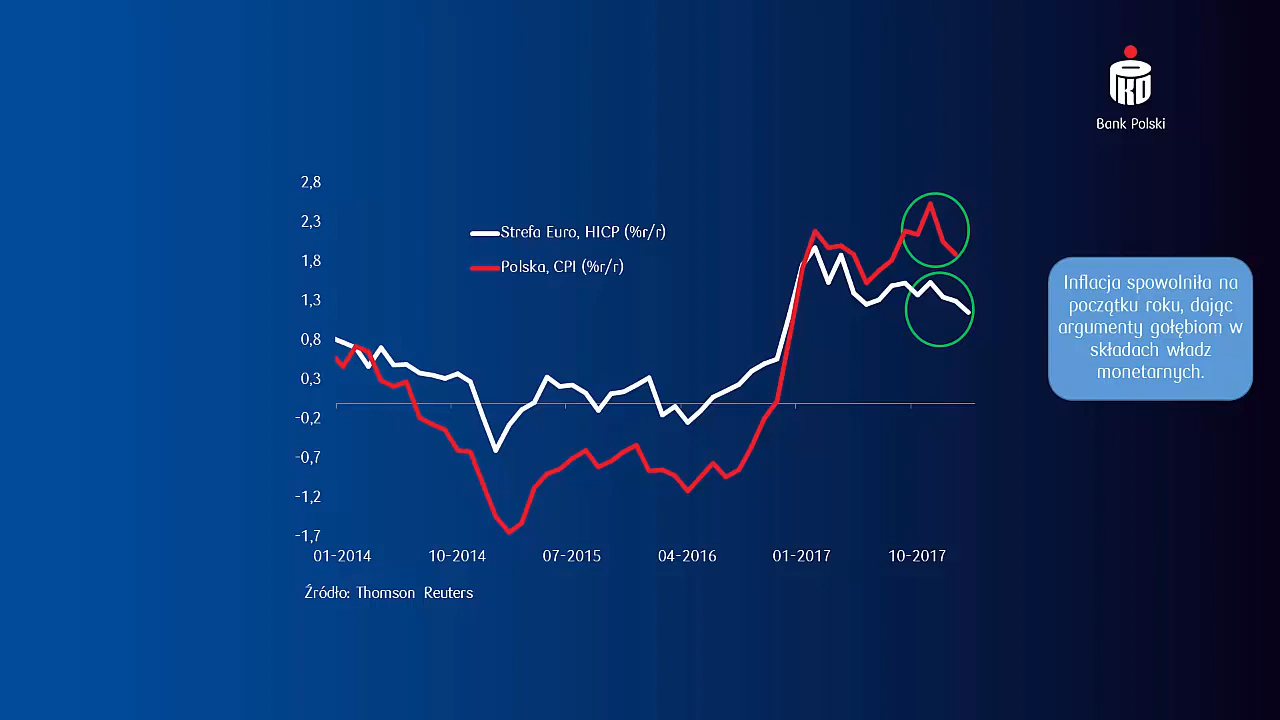 PKO
Bank Polski
2,8
2,3
1,8
1,3
0,8
0,3
-0,2
-0,7
-1,2
-1,7
Strefa Euro, HICP (%r/r)
Polska, CPI (%r/r)
01-2014 10-2014 07-2015 04-2016 01-2017 10-2017
Źródło: Thomson Reuters
Inflacja spowolniła na
początku roku, dając
argumenty gołębiom w
składach władz
monetarnych.